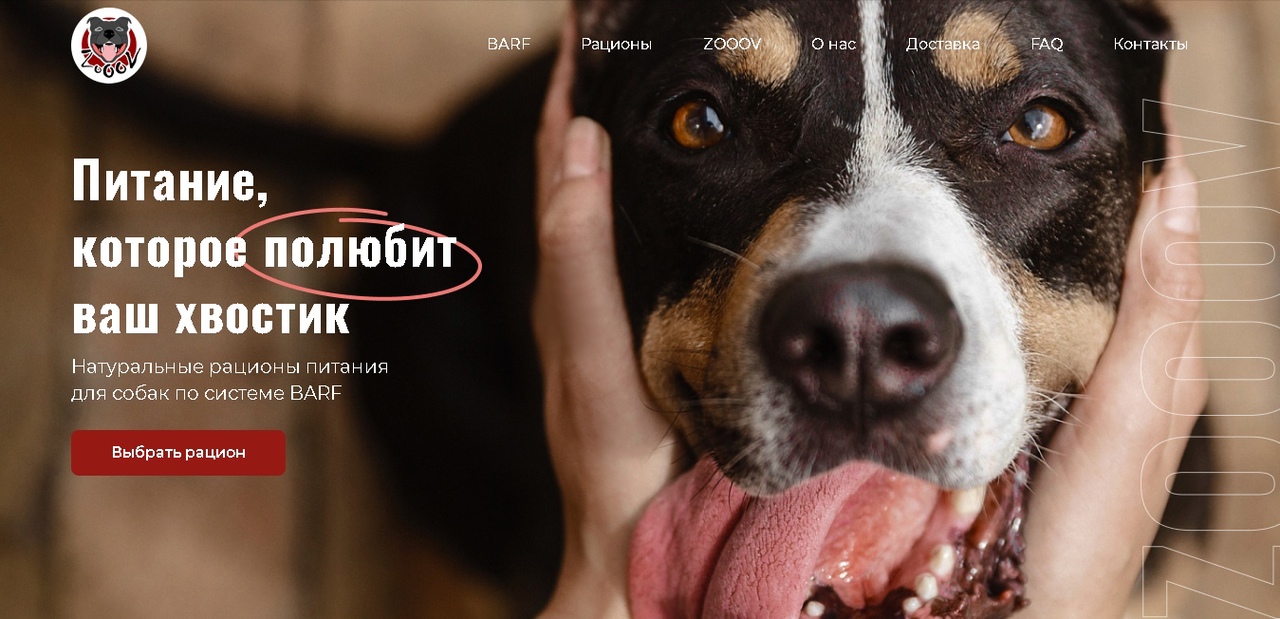 ZOOOV
BARF Рационы ZOOOV О нас Доставка FAQ Контакты
Питание,
которое полюбит
ваш хвостик
Натуральные рационы питания
для собак по системе BARF
Выбрать рацион
ZOOOV